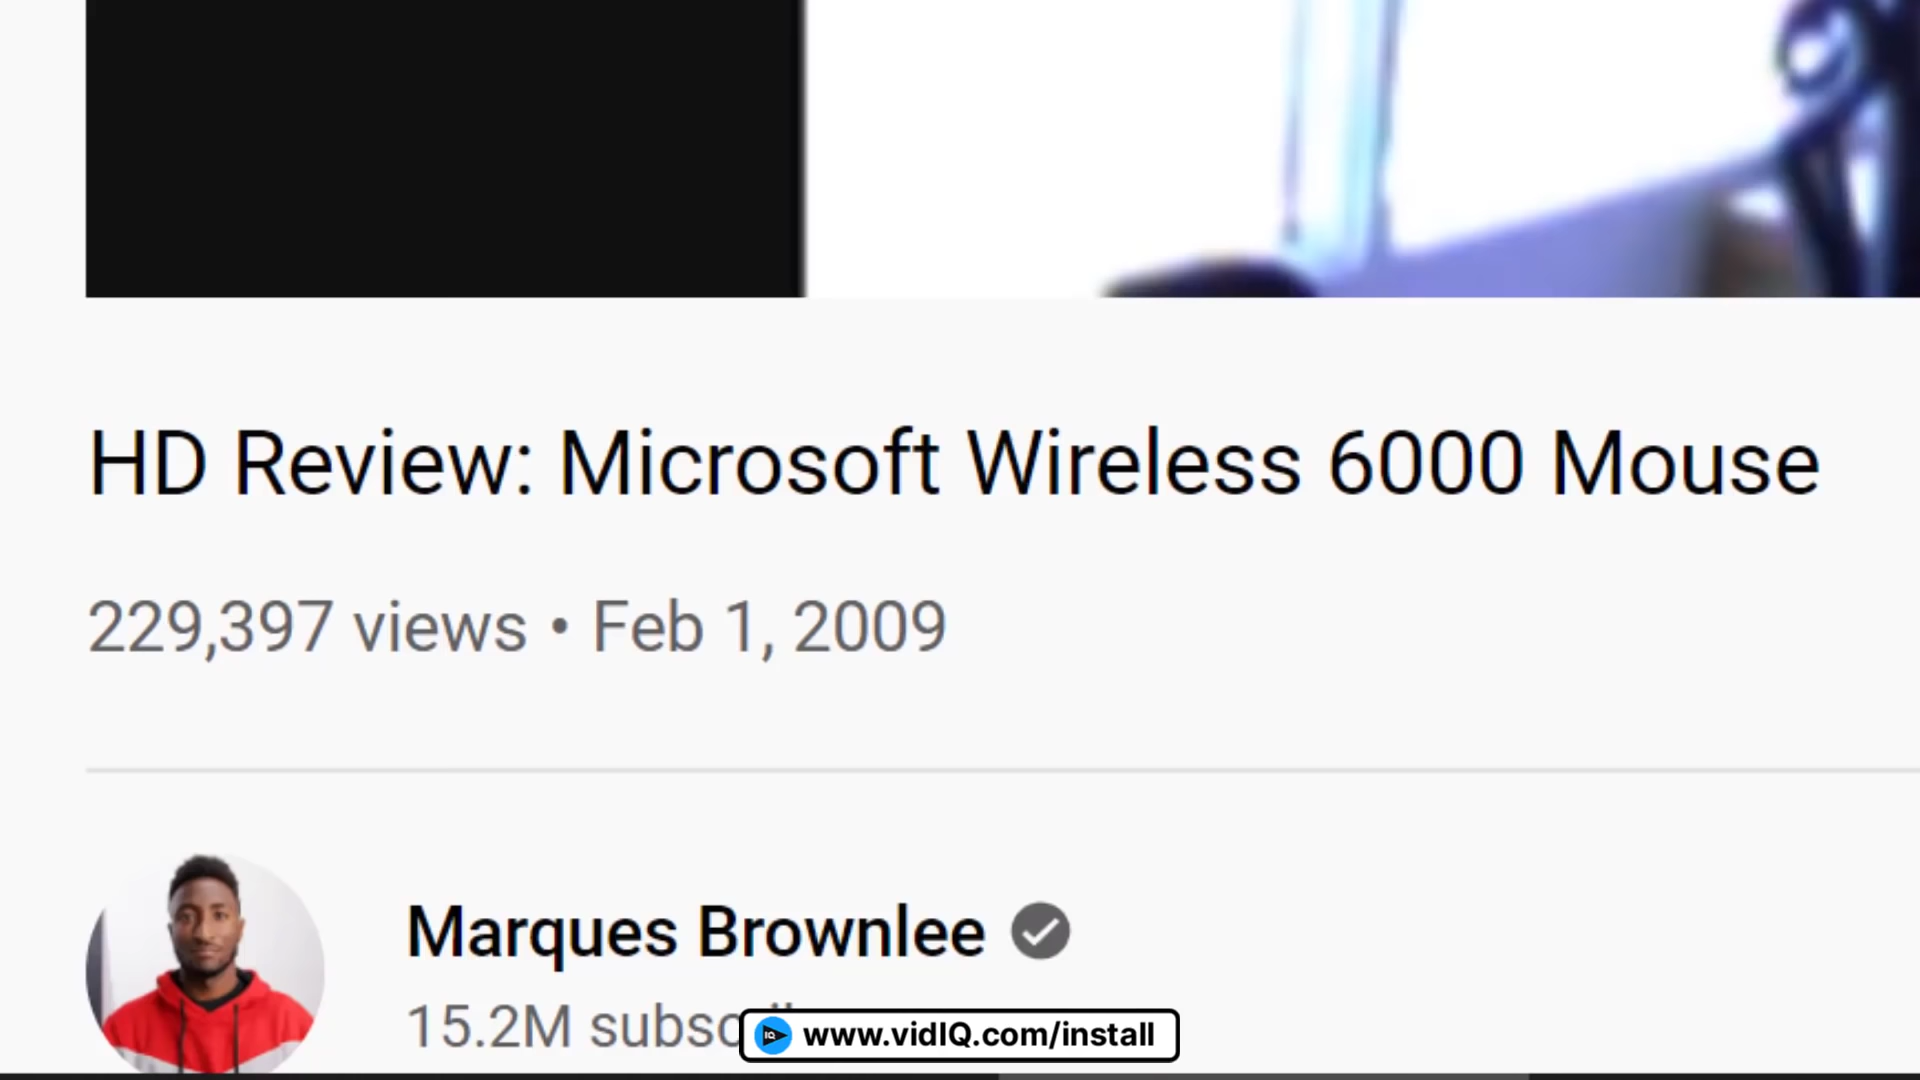 HD Review: Microsoft Wireless 6000 Mouse
229,397 views • Feb 1, 2009
Marques Brownlee
15.2M
IQ www.vidIQ.com/install